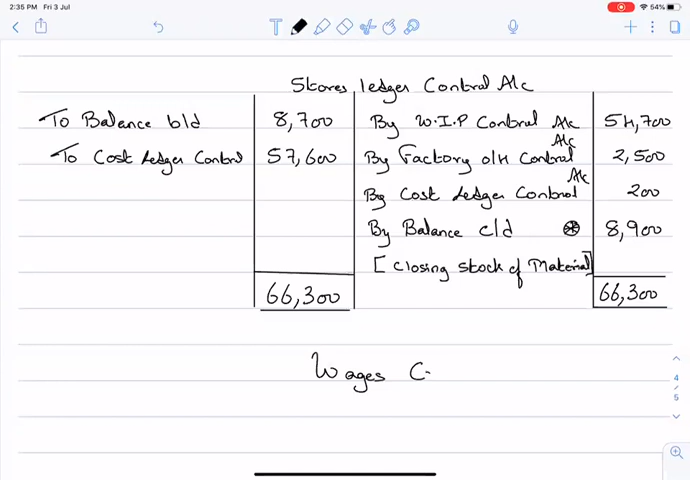 2:35 PM Fri 3 Jul 54%
Stores ledger Control A/c
To Balance b/d 8,700 By W.I.P Control A/c 54,700
To Cost Ledger Control 57,600 By Factory O/H Control A/c 2,500
By Cost Ledger Control A/c 200
By Balance c/d 8,900
[Closing stock of Material]
66,300 66,300
Wages C
4
5